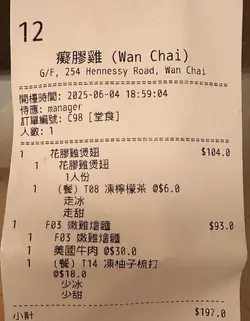 12
癡膠雞 (Wan Chai)
G/F, 254 Hennessy Road, Wan Chai
開檯時間: 2025-06-04 18:59:04
侍應: manager
訂單編號: C98 [堂食]
人數: 1
1 花膠雞煲翅 $104.0
1 花膠雞煲翅
1人份
1 (餐) T08 凍檸檬茶 @$6.0
走冰
走甜
1 F03 嫩雞燴麵 $93.0
1 F03 嫩雞燴麵
1 美國牛肉 @$30.0
1 (餐) T14 凍柚子梳打
@$18.0
少冰
少甜
小計 $197.0